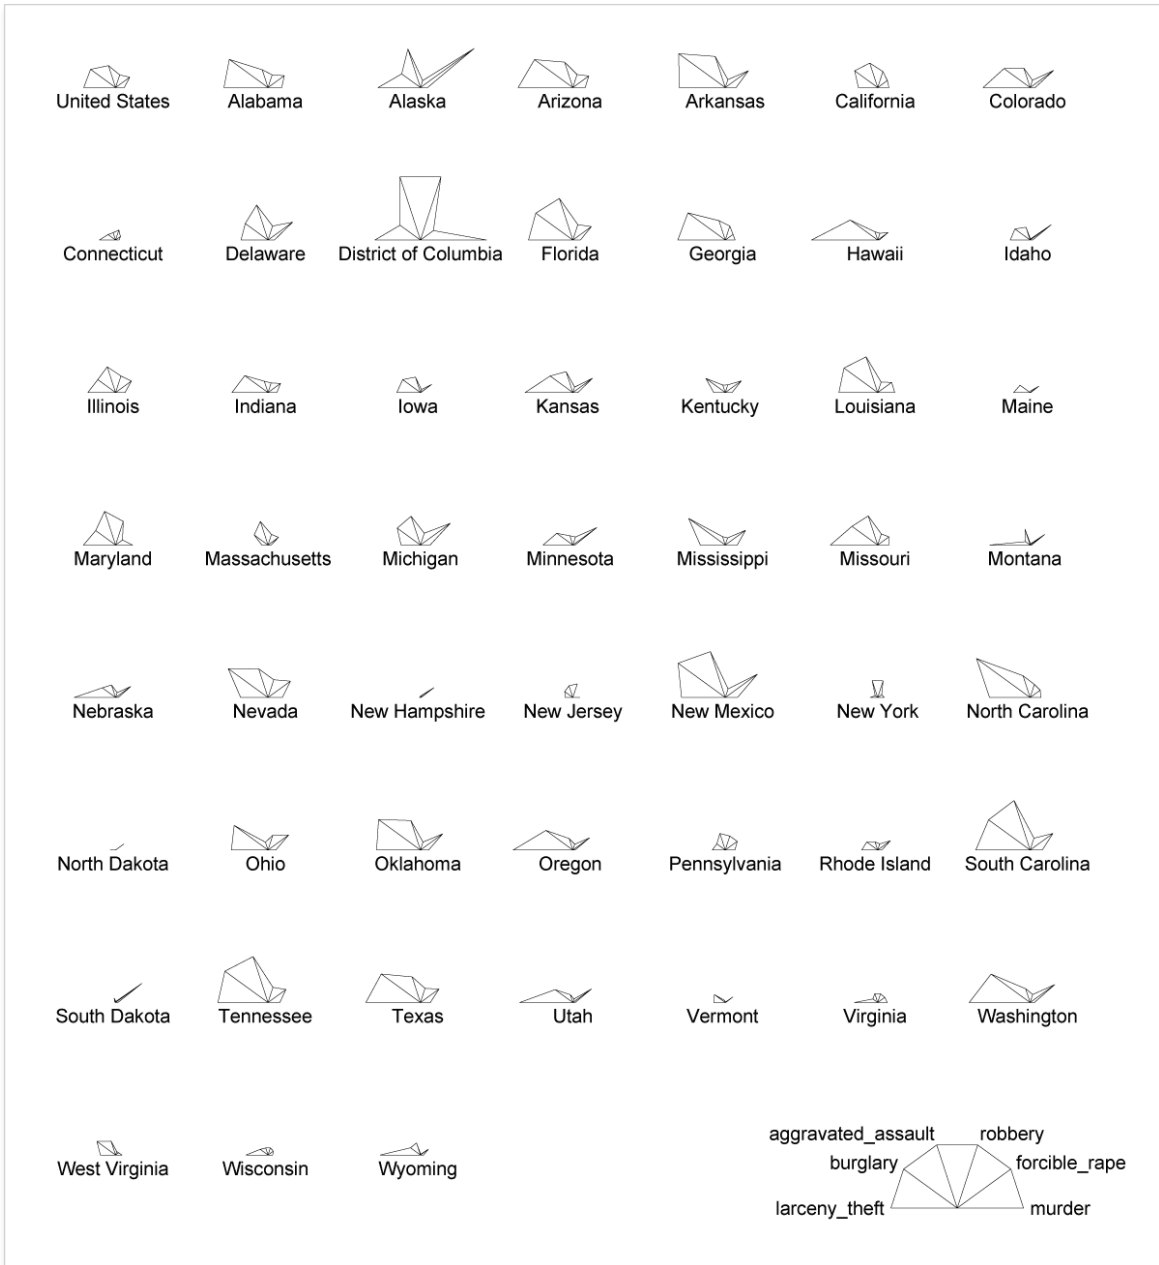 United States Alabama Alaska Arizona Arkansas California Colorado
Connecticut Delaware District of Columbia Florida Georgia Hawaii Idaho
Illinois Indiana Iowa Kansas Kentucky Louisiana Maine
Maryland Massachusetts Michigan Minnesota Mississippi Missouri Montana
Nebraska Nevada New Hampshire New Jersey New Mexico New York North Carolina
North Dakota Ohio Oklahoma Oregon Pennsylvania Rhode Island South Carolina
South Dakota Tennessee Texas Utah Vermont Virginia Washington
aggravated_assault robbery
burglary forcible_rape
West Virginia Wisconsin Wyoming
larceny_theft murder